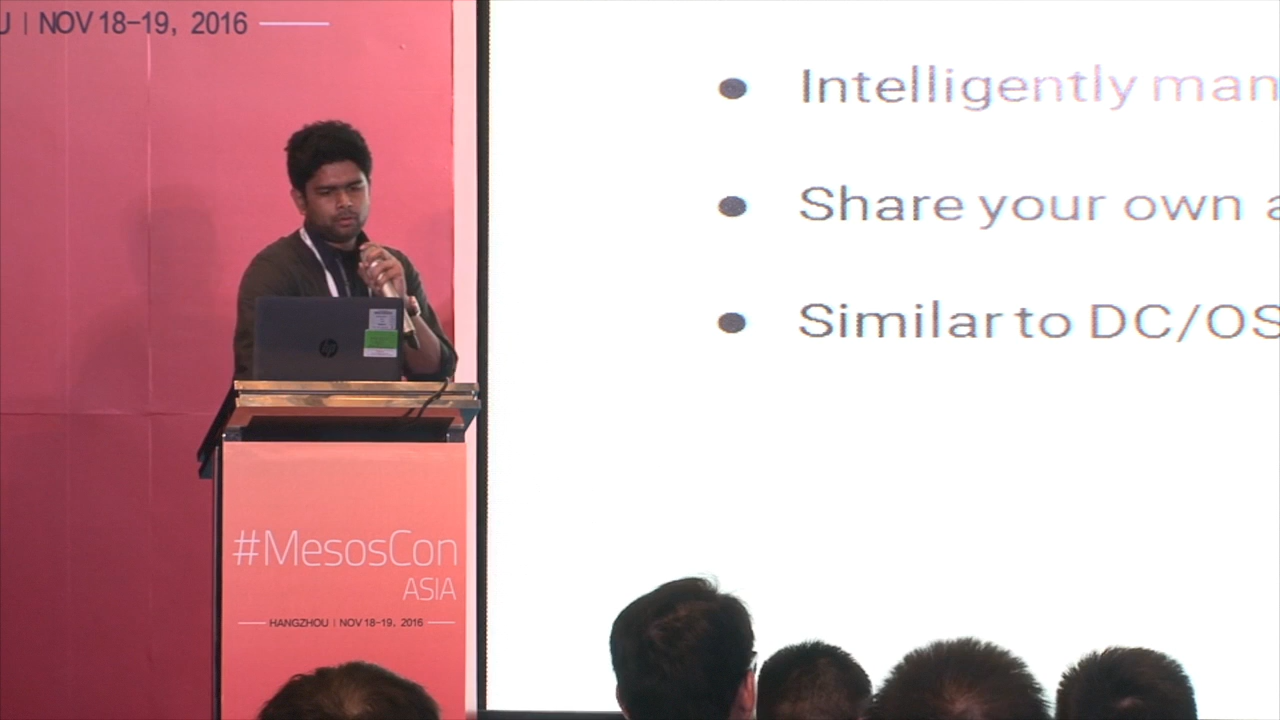 NOV 18-19, 2016
Intelligently man
Share your own
Similar to DC/OS
hp
#MesosCon
ASIA
HANGZHOU | NOV 18-19, 2016